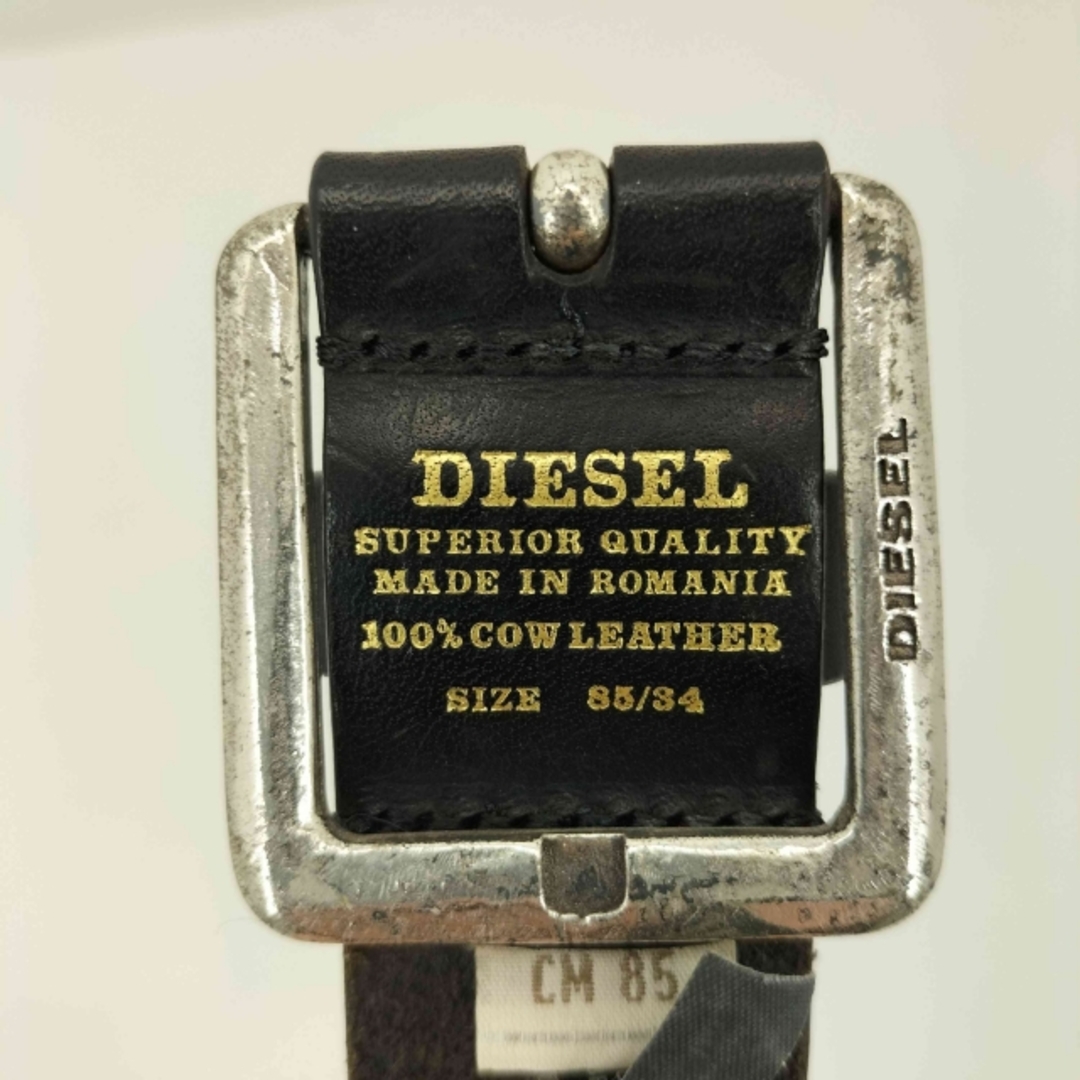 DIESEL
SUPERIOR QUALITY
MADE IN ROMANIA
100% COW LEATHER
SIZE 85/34
DIESEL
CM 85